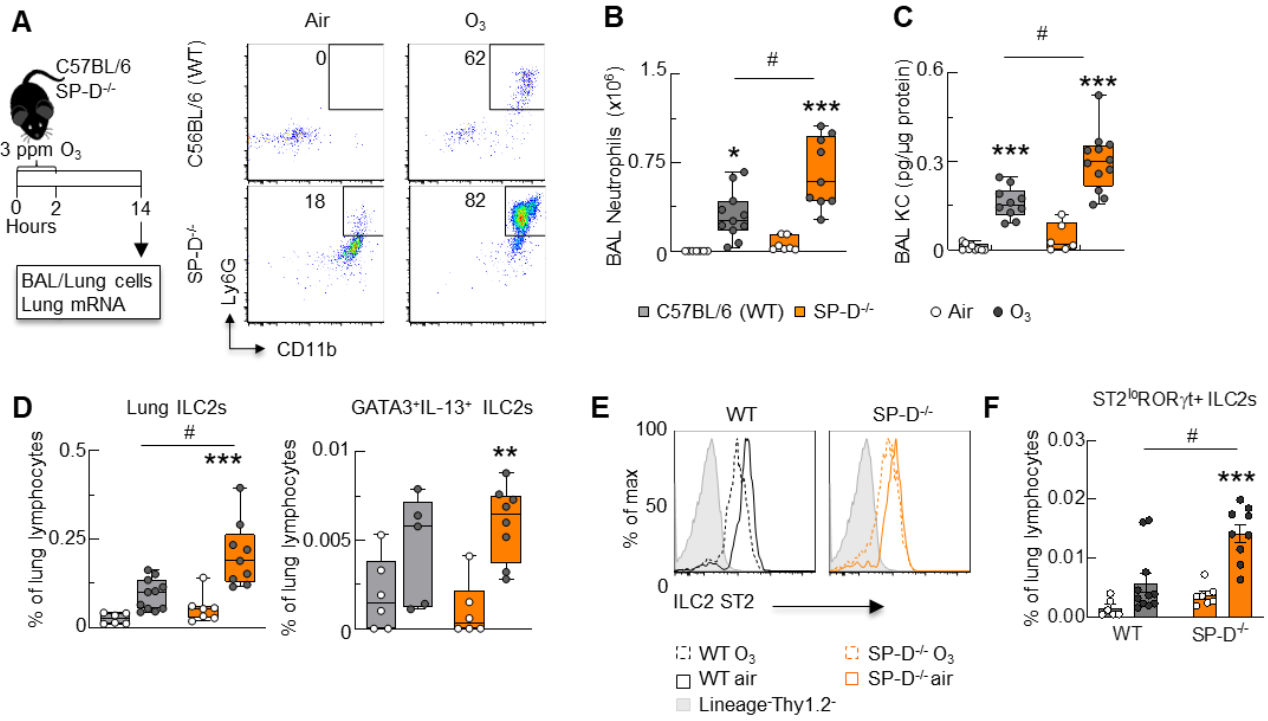 A
Air
O₃
C57BL/6
SP-D⁻/⁻
3 ppm O₃
0
2
14
Hours
BAL/Lung cells
Lung mRNA
C56BL/6 (WT)
SP-D⁻/⁻
0
62
18
82
Ly6G
CD11b
B
BAL Neutrophils (x10⁶)
1.5
0.75
0
#
*
***
C
BAL KC (pg/µg protein)
0.6
0.3
0
#
***
***
C57BL/6 (WT)
SP-D⁻/⁻
Air
O₃
D
Lung ILC2s
% of lung lymphocytes
0.5
0.25
0
#
***
GATA3⁺IL-13⁺ ILC2s
% of lung lymphocytes
0.01
0.005
0
**
E
WT
SP-D⁻/⁻
% of max
100
50
0
ILC2 ST2
WT O₃
SP-D⁻/⁻ O₃
WT air
SP-D⁻/⁻ air
Lineage⁻Thy1.2⁻
F
ST2ˡᵒRORγt+ ILC2s
% of lung lymphocytes
0.03
0.02
0.01
0.00
#
***
WT
SP-D⁻/⁻